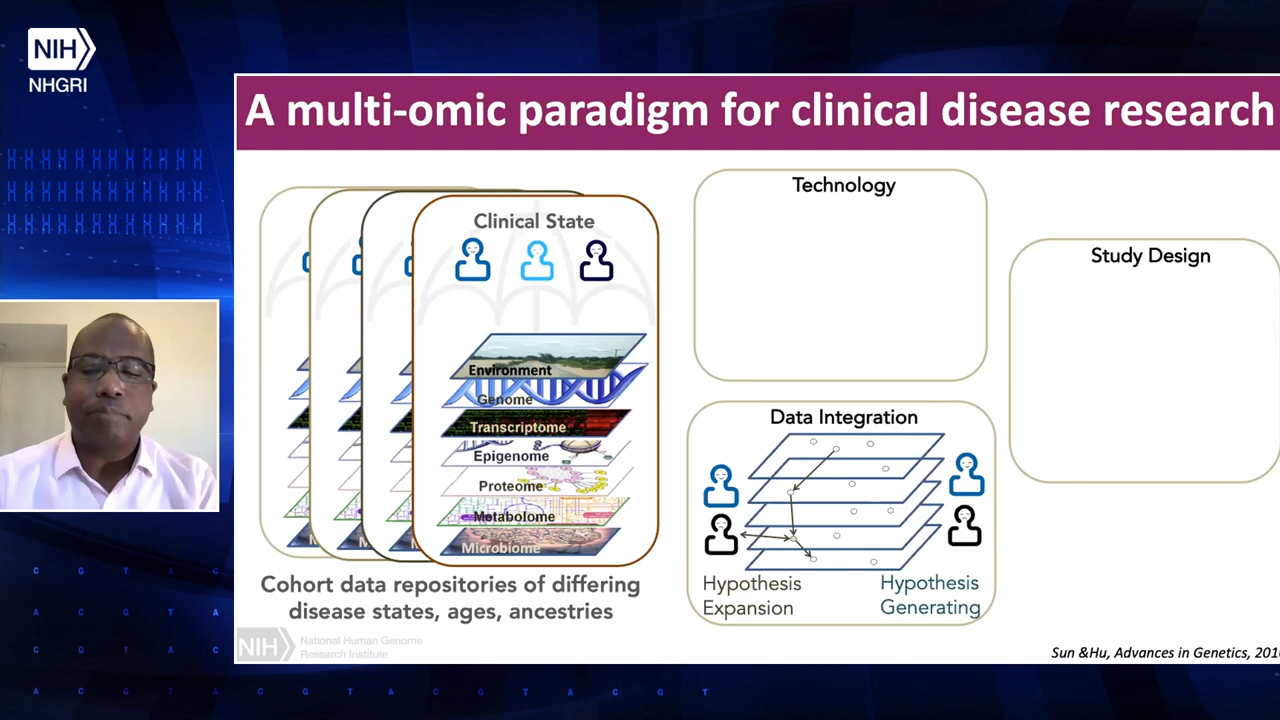 NIH
NHGRI
A multi-omic paradigm for clinical disease research
Clinical State
Environment
Genome
Transcriptome
Epigenome
Proteome
Metabolome
Microbiome
Cohort data repositories of differing
disease states, ages, ancestries
Technology
Study Design
Data Integration
Hypothesis
Expansion
Hypothesis
Generating
NIH
National Human Genome
Research Institute
Sun &Hu, Advances in Genetics,
C G T A C
A C G T A
C G T A C
A C G T A C G T A C G T A C G T